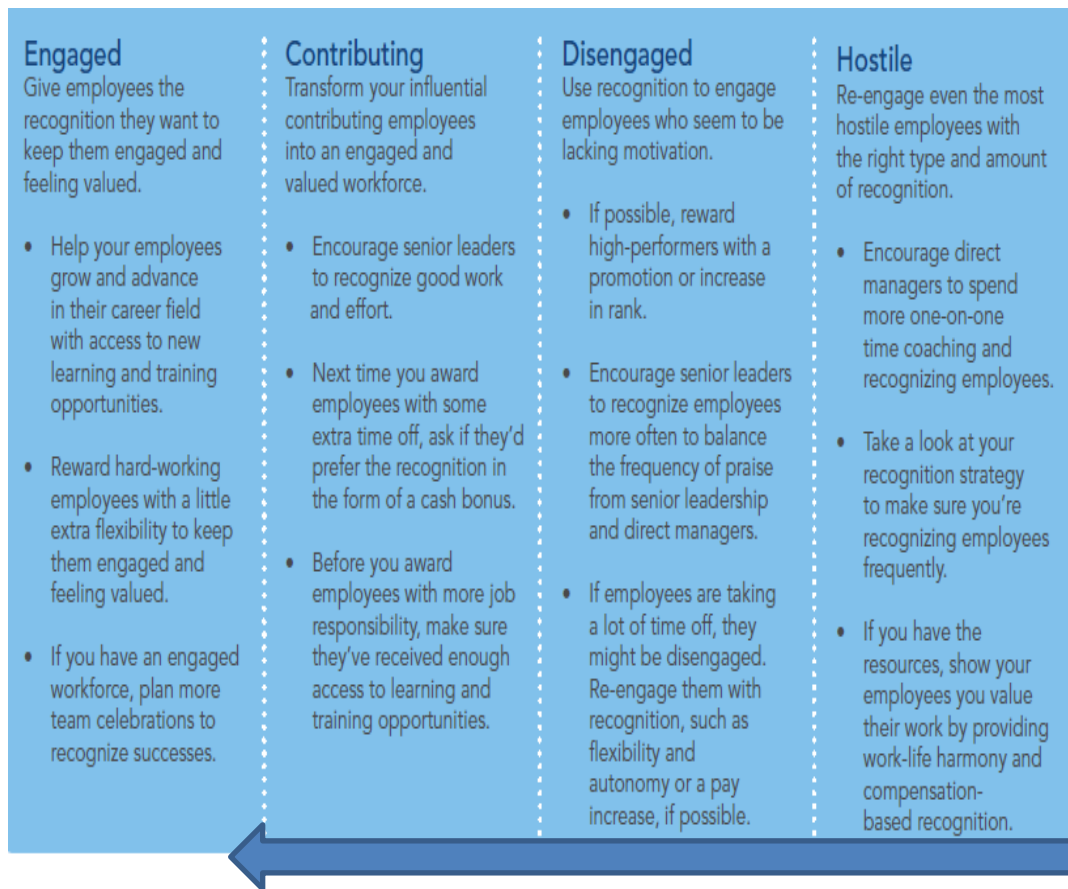 Engaged
Give employees the
recognition they want to
keep them engaged and
feeling valued.
• Help your employees
grow and advance
in their career field
with access to new
learning and training
opportunities.
• Reward hard-working
employees with a little
extra flexibility to keep
them engaged and
feeling valued.
• If you have an engaged
workforce, plan more
team celebrations to
recognize successes.
Contributing
Transform your influential
contributing employees
into an engaged and
valued workforce.
• Encourage senior leaders
to recognize good work
and effort.
• Next time you award
employees with some
extra time off, ask if they'd
prefer the recognition in
the form of a cash bonus.
• Before you award
employees with more job
responsibility, make sure
they've received enough
access to learning and
training opportunities.
Disengaged
Use recognition to engage
employees who seem to be
lacking motivation.
• If possible, reward
high-performers with a
promotion or increase
in rank.
• Encourage senior leaders
to recognize employees
more often to balance
the frequency of praise
from senior leadership
and direct managers.
• If employees are taking
a lot of time off, they
might be disengaged.
Re-engage them with
recognition, such as
flexibility and
autonomy or a pay
increase, if possible.
Hostile
Re-engage even the most
hostile employees with
the right type and amount
of recognition.
• Encourage direct
managers to spend
more one-on-one
time coaching and
recognizing employees.
• Take a look at your
recognition strategy
to make sure you're
recognizing employees
frequently.
• If you have the
resources, show your
employees you value
their work by providing
work-life harmony and
compensation-
based recognition.